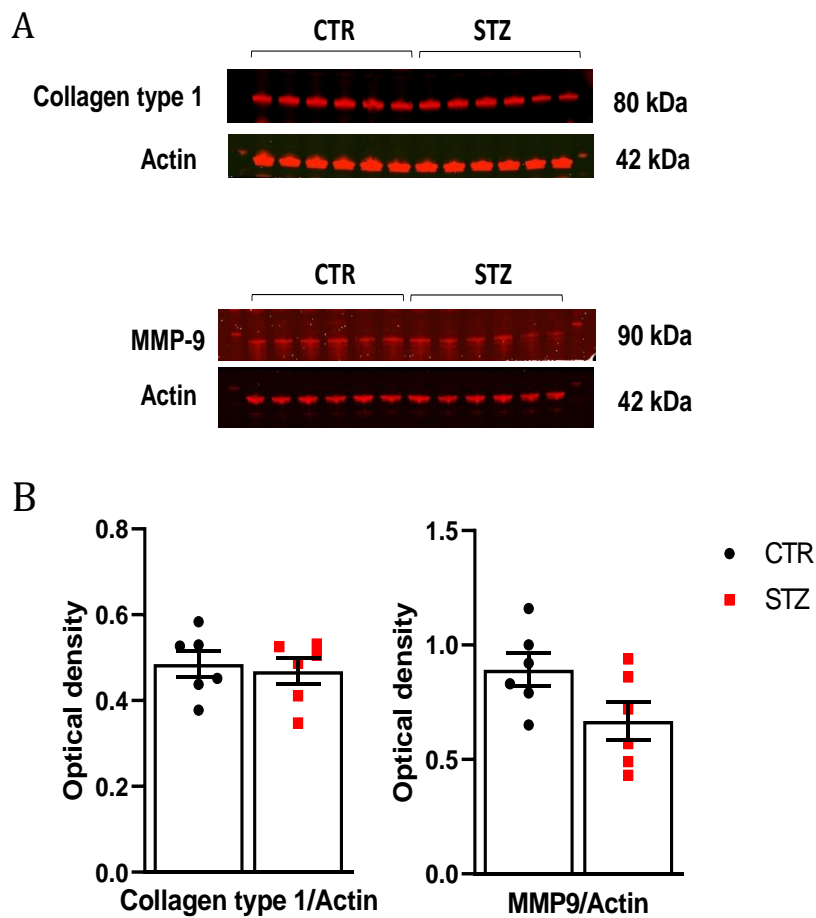 A
CTR STZ
Collagen type 1 80 kDa
Actin 42 kDa
CTR STZ
MMP-9 90 kDa
Actin 42 kDa
B
0.8
0.6
0.4
0.2
0.0
Optical density
Collagen type 1/Actin
1.5
1.0
0.5
0.0
Optical density
MMP9/Actin
CTR
STZ